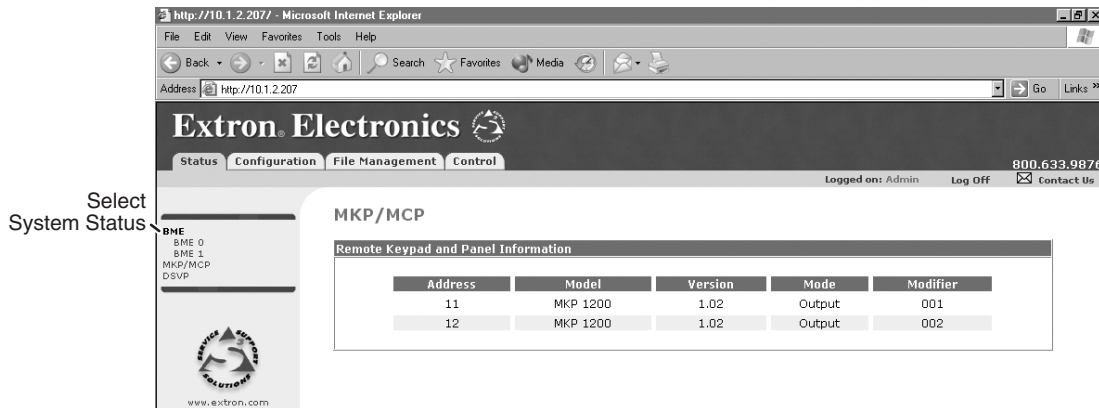 http://10.1.2.207/ - Microsoft Internet Explorer
File Edit View Favorites Tools Help
Back Search Favorites Media
Address http://10.1.2.207 Go Links »
Extron® Electronics
Status Configuration File Management Control
800.633.9876
Logged on: Admin Log Off Contact Us
Select
System Status
BME
BME 0
BME 1
MKP/MCP
DSVP
MKP/MCP
Remote Keypad and Panel Information
Address Model Version Mode Modifier
11 MKP 1200 1.02 Output 001
12 MKP 1200 1.02 Output 002
SERVICE SUPPORT SOLUTIONS
S3
www.extron.com